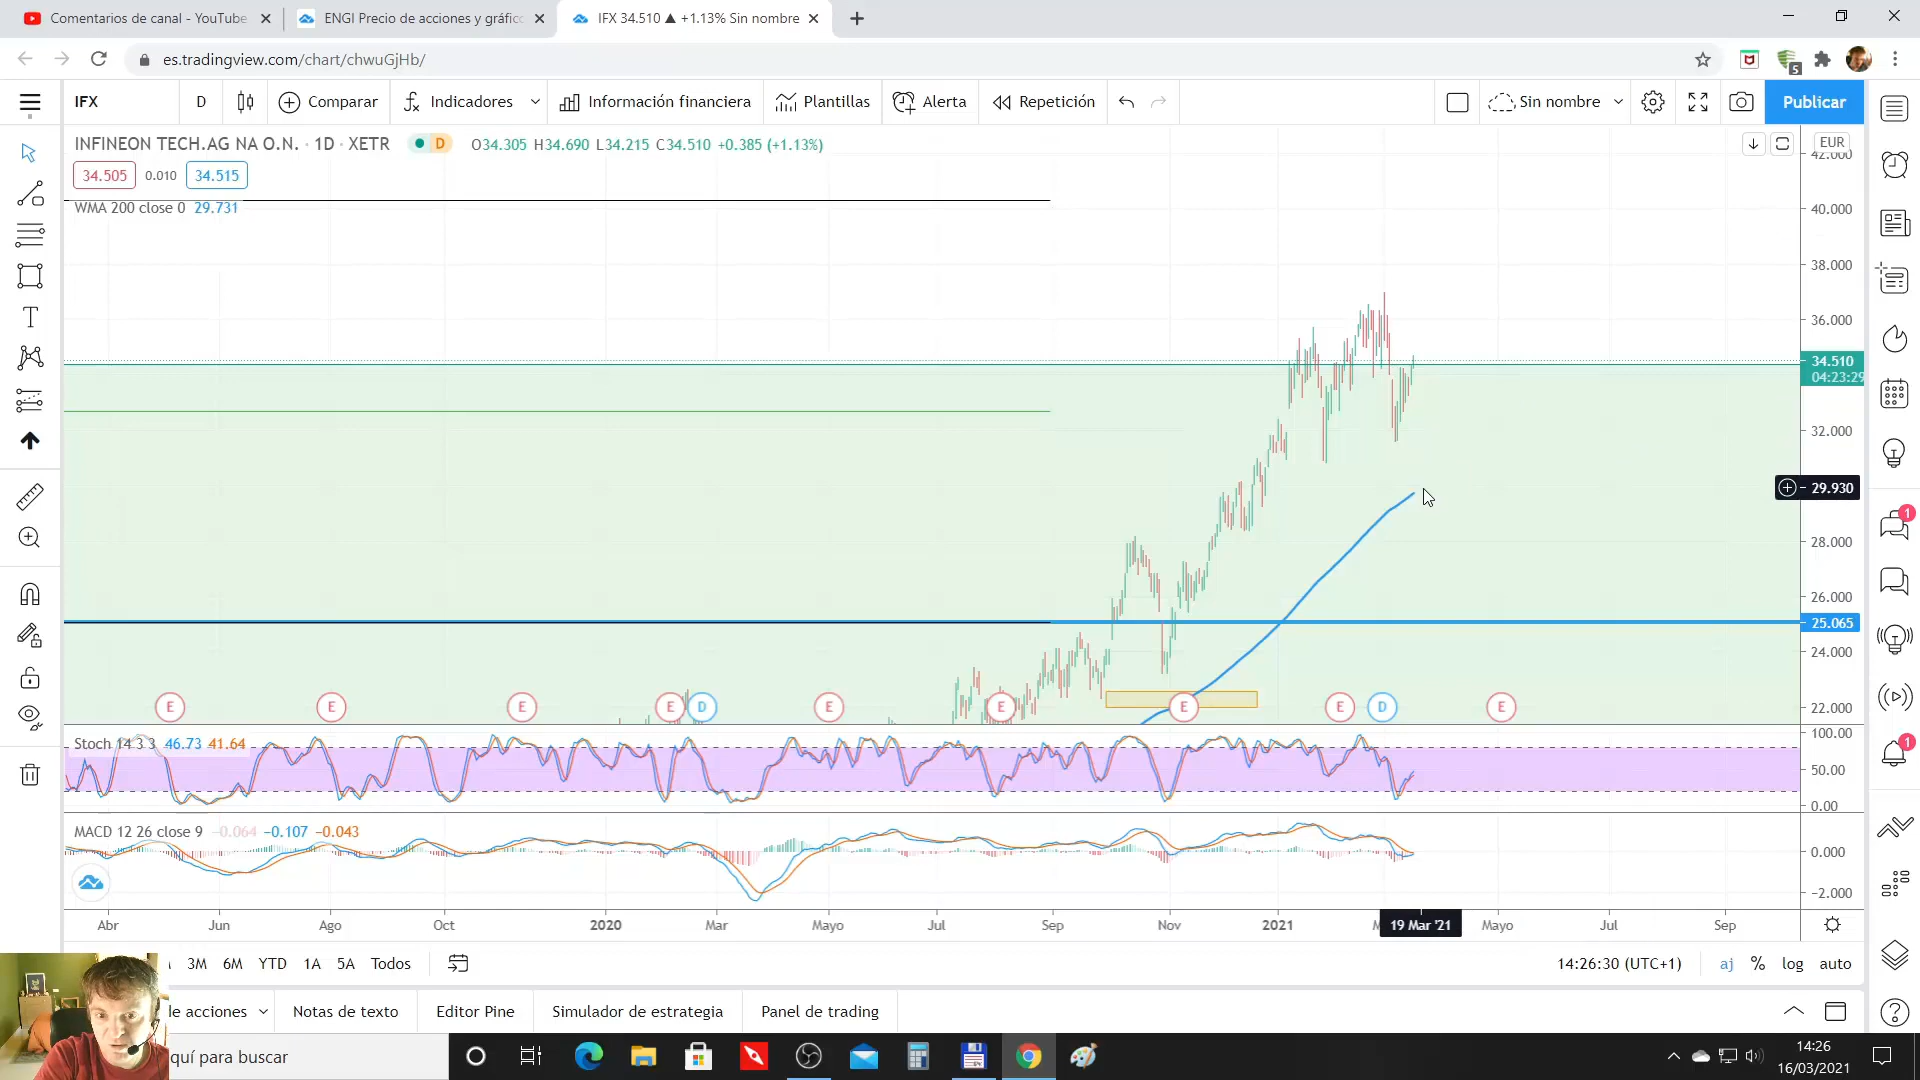 Comentarios de canal - YouTube
ENGI Precio de acciones y gráfic
IFX 34.510 ▲ +1.13% Sin nombre
es.tradingview.com/chart/chwuGjHb/
5
IFX
D
Comparar
Indicadores
Información financiera
Plantillas
Alerta
Repetición
Sin nombre
Publicar
INFINEON TECH.AG NA O.N. · 1D · XETR
D
O34.305 H34.690 L34.215 C34.510 +0.385 (+1.13%)
EUR
34.505
0.010
34.515
WMA 200 close 0 29.731
42.000
40.000
38.000
36.000
34.510
04:23:29
32.000
29.930
28.000
26.000
25.065
24.000
22.000
E
E
E
E
D
E
E
E
E
D
E
Stoch 14 3 3 46.73 41.64
100.00
50.00
0.00
MACD 12 26 close 9 −0.064 −0.107 −0.043
0.000
−2.000
Abr
Jun
Ago
Oct
2020
Mar
Mayo
Jul
Sep
Nov
2021
19 Mar '21
Mayo
Jul
Sep
3M
6M
YTD
1A
5A
Todos
14:26:30 (UTC+1)
aj
%
log
auto
de acciones
Notas de texto
Editor Pine
Simulador de estrategia
Panel de trading
1
1
quí para buscar
14:26
16/03/2021